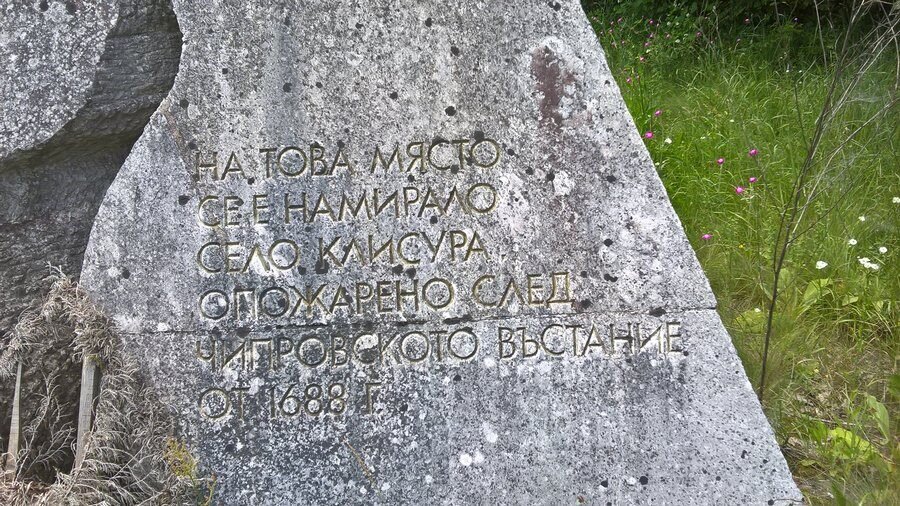 НА ТОВА МЯСТО
СЕ Е НАМИРАЛО
СЕЛО КЛИСУРА
ОПОЖАРЕНО СЛЕД
ЧИПРОВСКОТО ВЪСТАНИЕ
ОТ 1688 Г.